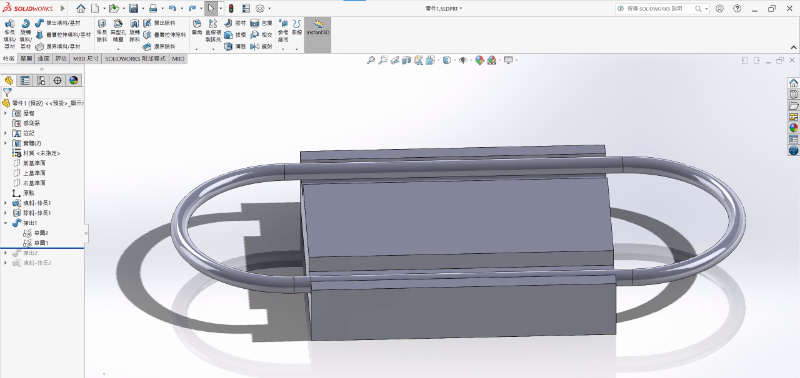 SOLIDWORKS
零件1.SLDPRT *
搜尋 SOLIDWORKS 說明
伸長填料/基材
旋轉填料/基材
掃出填料/基材
疊層拉伸填料/基材
邊界填料/基材
伸長除料
異型孔精靈
旋轉除料
掃出除料
疊層拉伸除料
邊界除料
圓角
直線複製排列
肋材
拔模
薄殼
包覆
相交
鏡射
參考幾何
曲線
Instant3D
特徵 草圖 曲面 評估 MBD 尺寸 SOLIDWORKS 附加程式 MBD
零件1 (預設) <<預設>_顯示
歷程
感測器
註記
實體(2)
材質 <未指定>
前基準面
上基準面
右基準面
原點
填料-伸長1
除料-伸長1
掃出1
草圖2
草圖1
掃出2
填料-伸長2